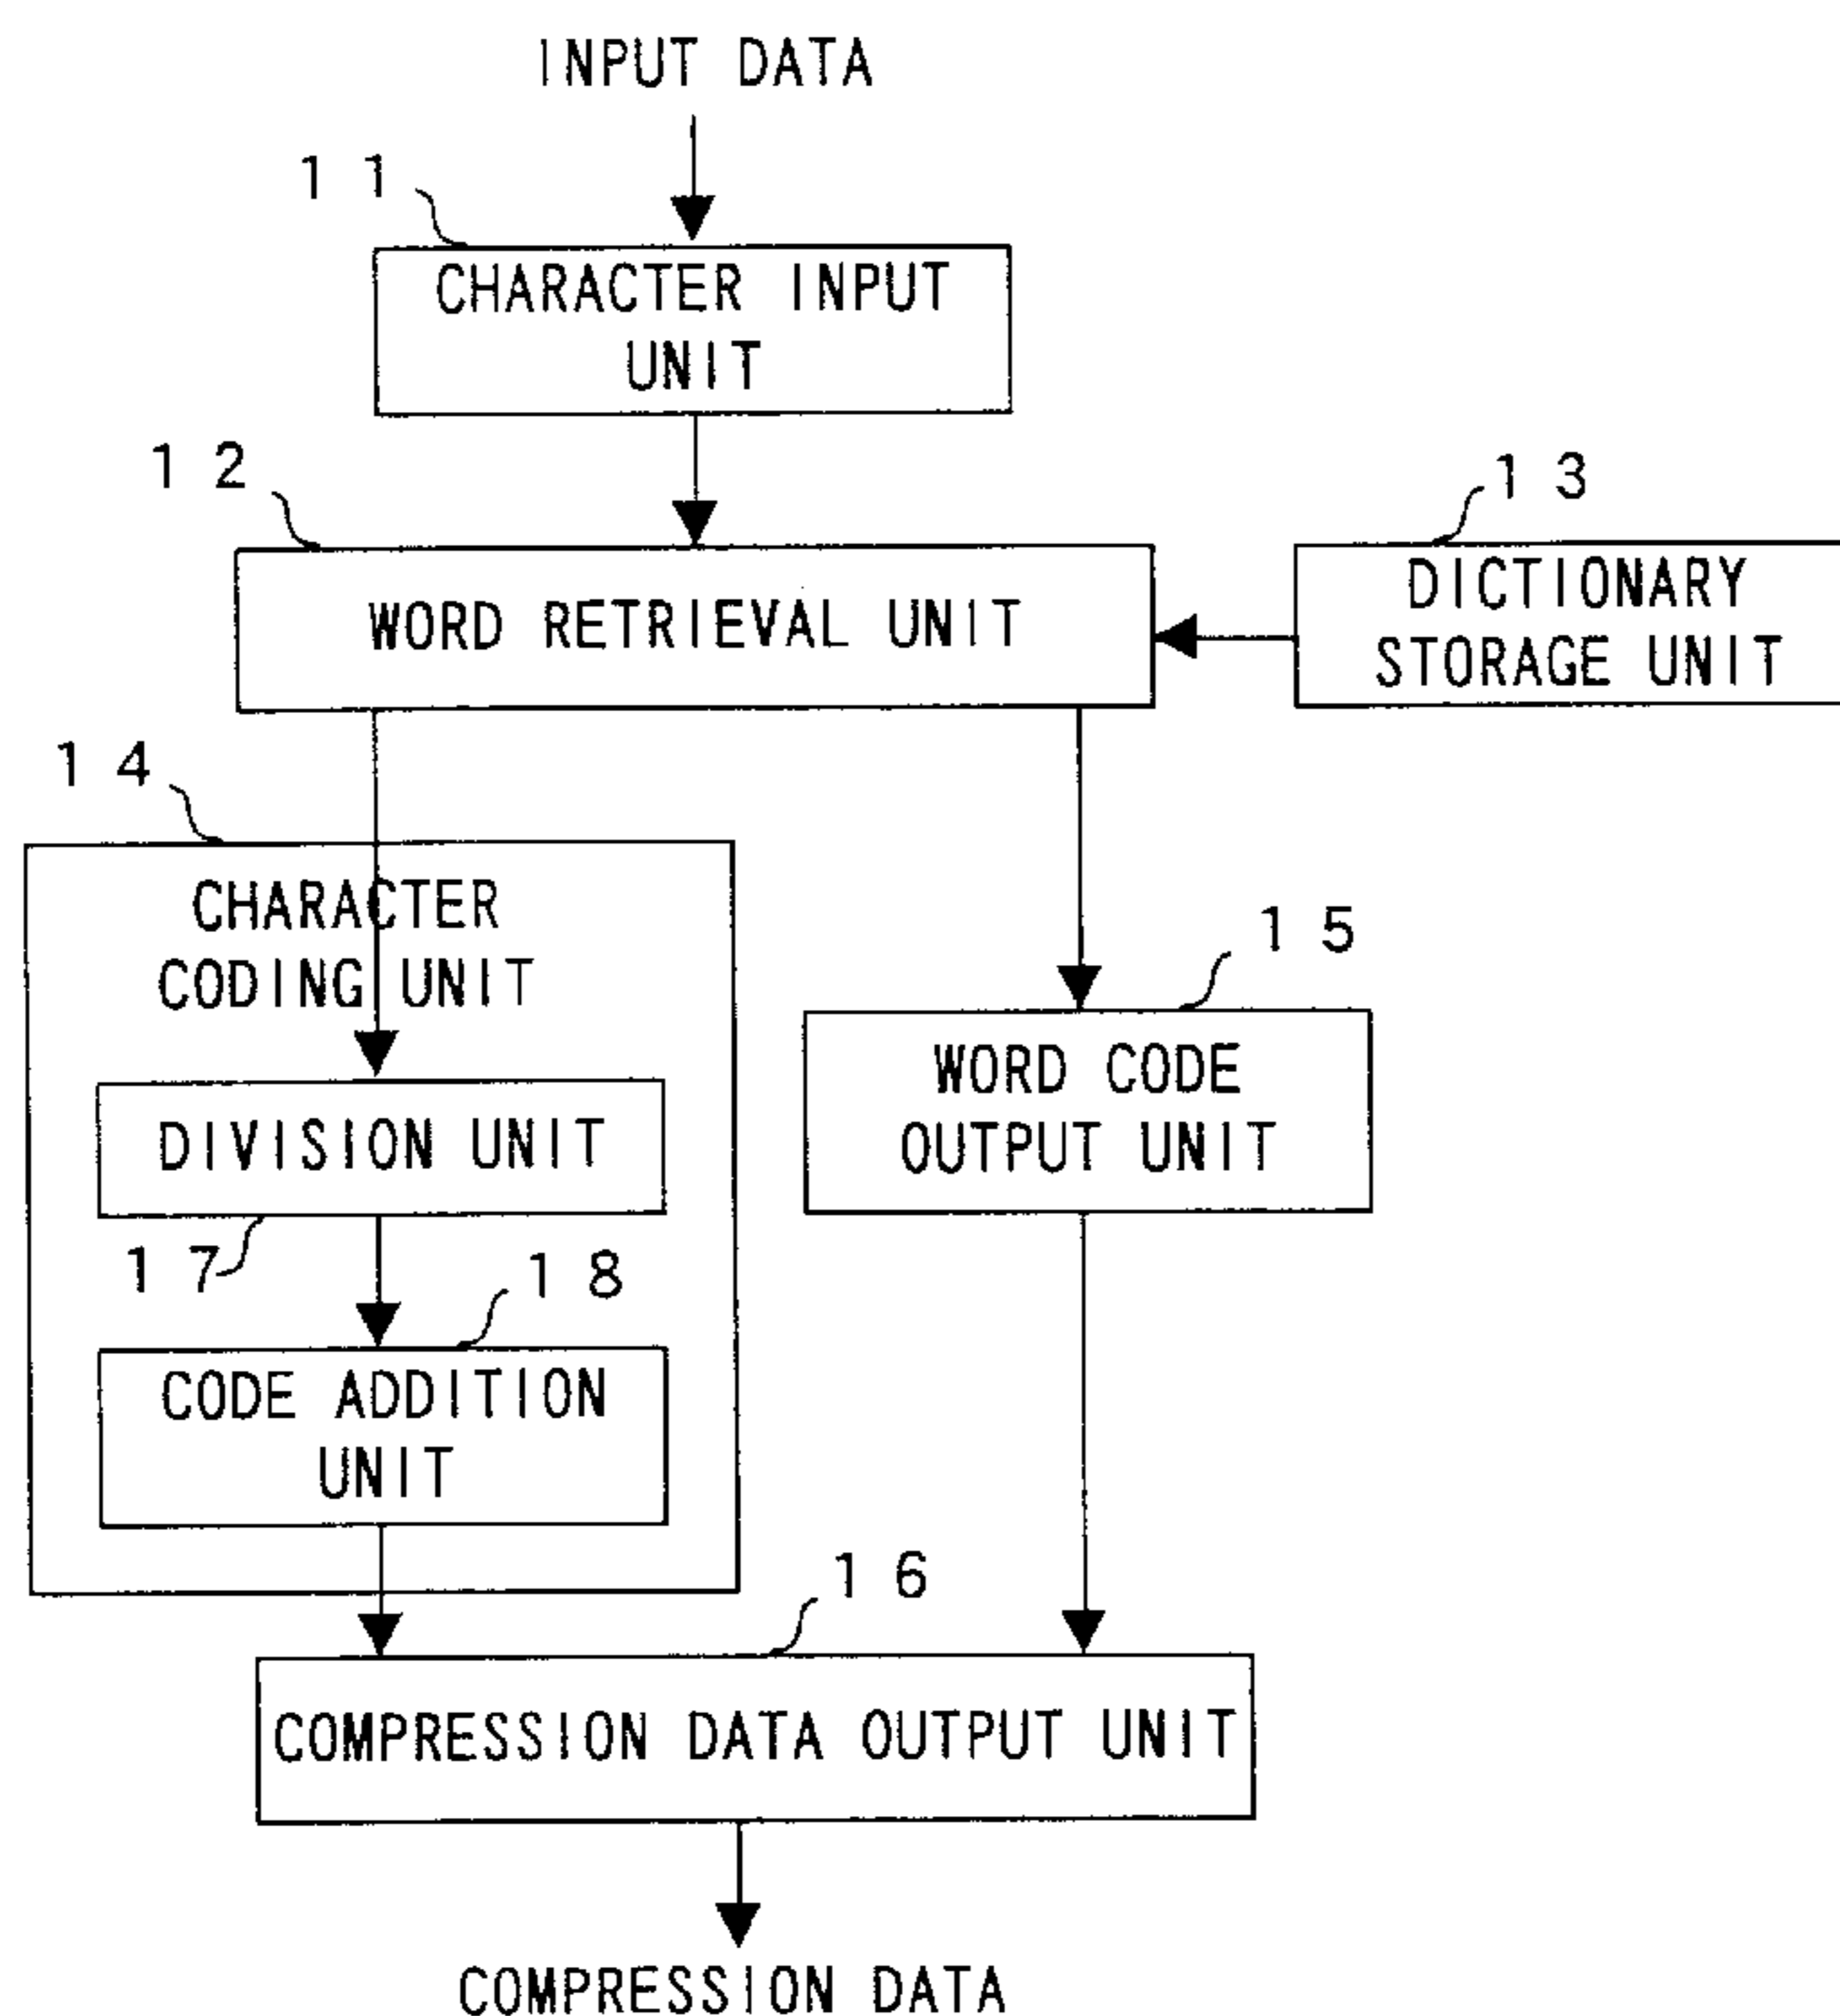 INPUT DATA
11
CHARACTER INPUT
UNIT
12
13
WORD RETRIEVAL UNIT
DICTIONARY
STORAGE UNIT
14
CHARACTER
CODING UNIT
15
WORD CODE
OUTPUT UNIT
DIVISION UNIT
17
18
CODE ADDITION
UNIT
16
COMPRESSION DATA OUTPUT UNIT
COMPRESSION DATA